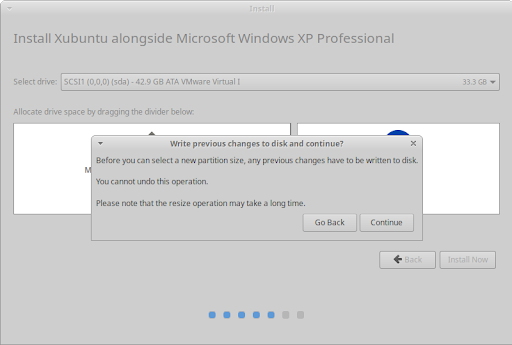 Install
Install Xubuntu alongside Microsoft Windows XP Professional
Select drive: SCSI1 (0,0,0) (sda) - 42.9 GB ATA VMware Virtual I 33.3 GB
Allocate drive space by dragging the divider below:
Write previous changes to disk and continue?
M
Before you can select a new partition size, any previous changes have to be written to disk.
You cannot undo this operation.
Please note that the resize operation may take a long time.
Go Back Continue
Back Install Now